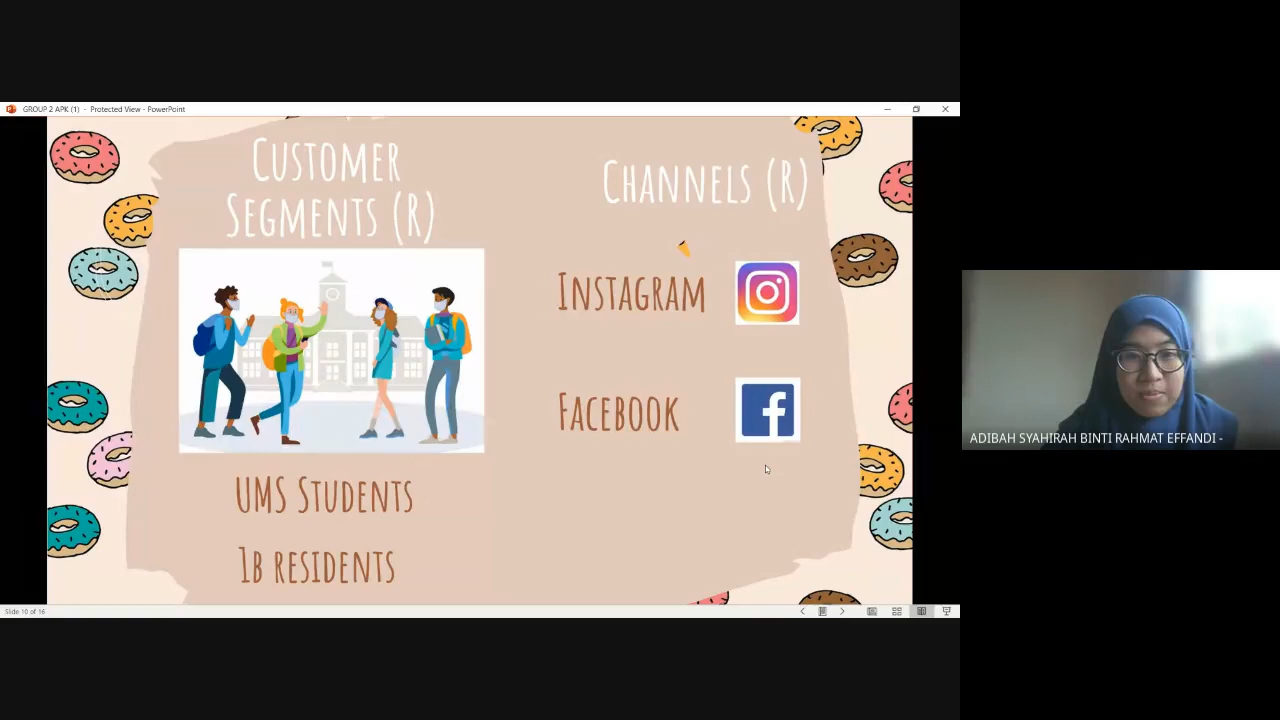 GROUP 2 APK (1) - Protected View - PowerPoint
CUSTOMER
SEGMENTS (R)
UMS STUDENTS
1B RESIDENTS
CHANNELS (R)
INSTAGRAM
FACEBOOK
ADIBAH SYAHIRAH BINTI RAHMAT EFFANDI -
Slide 10 of 16